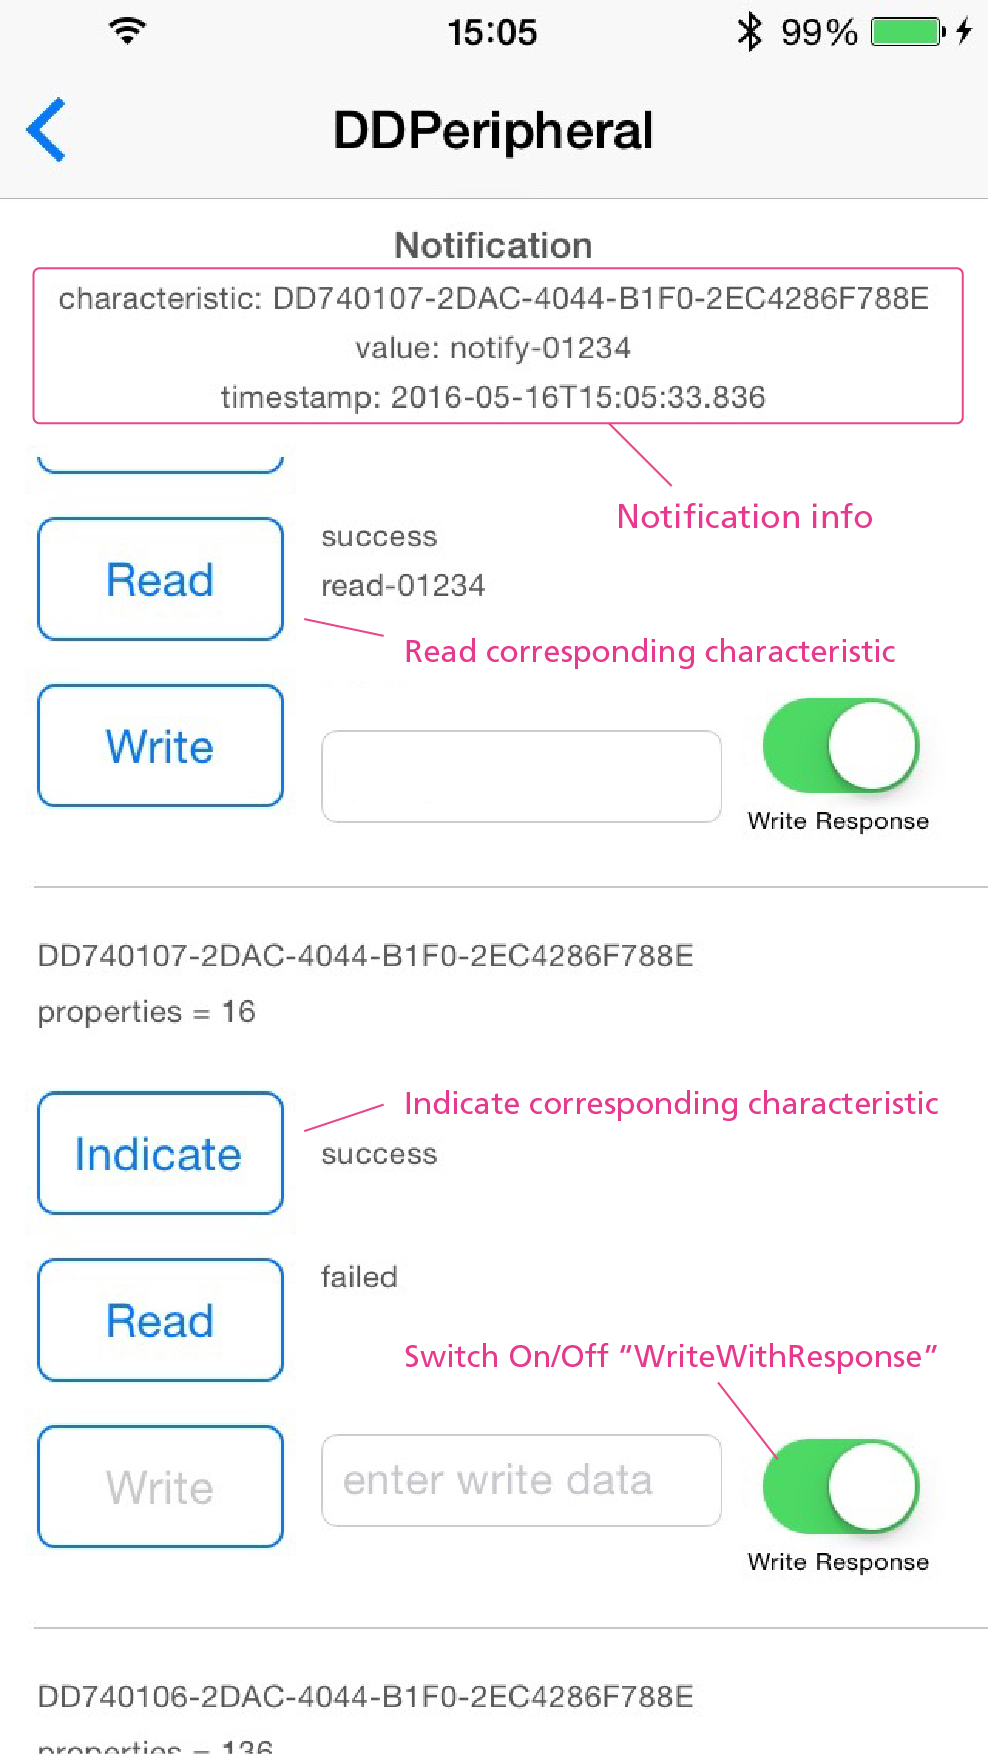 15:05
99%
DDPeripheral
Notification
characteristic: DD740107-2DAC-4044-B1F0-2EC4286F788E
value: notify-01234
timestamp: 2016-05-16T15:05:33.836
Notification info
success
Read
read-01234
Read corresponding characteristic
Write
Write Response
DD740107-2DAC-4044-B1F0-2EC4286F788E
properties = 16
Indicate corresponding characteristic
Indicate
success
failed
Read
Switch On/Off “WriteWithResponse”
Write
enter write data
Write Response
DD740106-2DAC-4044-B1F0-2EC4286F788E
properties = 136